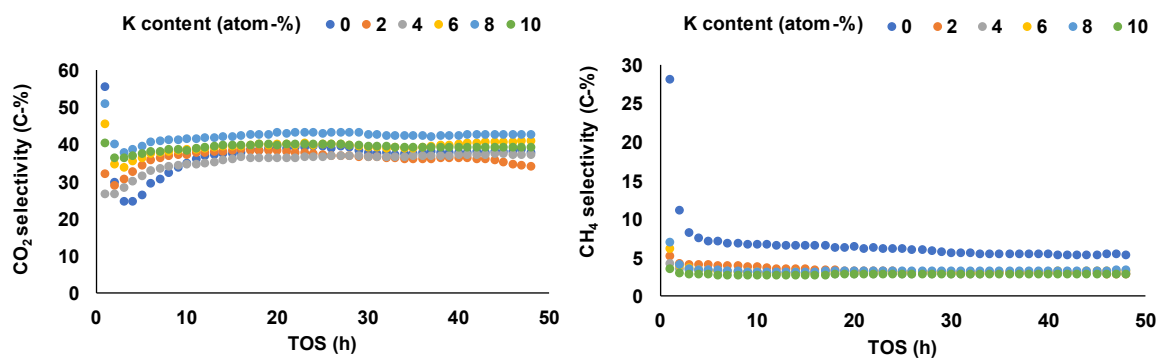 K content (atom-%) 0 2 4 6 8 10
CO₂ selectivity (C-%)
60
50
40
30
20
10
0
0 10 20 30 40 50
TOS (h)
K content (atom-%) 0 2 4 6 8 10
CH₄ selectivity (C-%)
30
25
20
15
10
5
0
0 10 20 30 40 50
TOS (h)